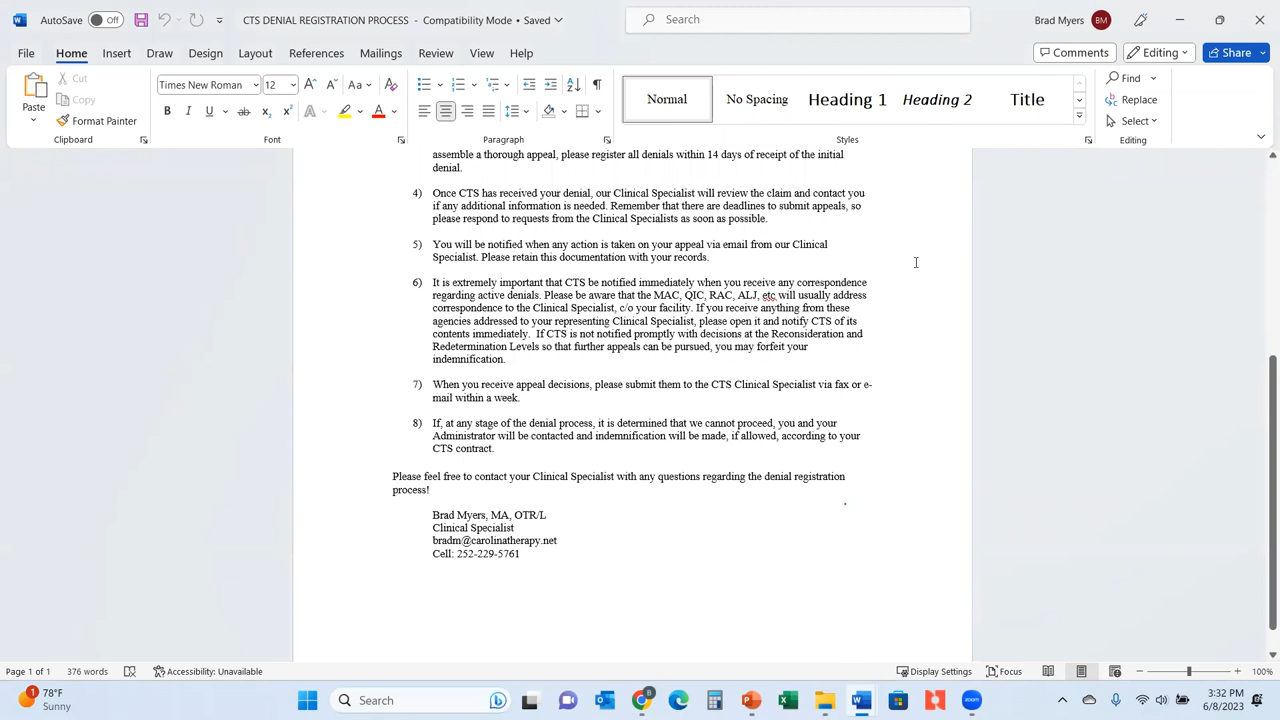 AutoSave Off CTS DENIAL REGISTRATION PROCESS - Compatibility Mode • Saved Search Brad Myers BM
File Home Insert Draw Design Layout References Mailings Review View Help Comments Editing Share
Paste Cut Copy Format Painter
Clipboard
Times New Roman 12
Font
Paragraph
Normal No Spacing Heading 1 Heading 2 Title
Styles
Find
Replace
Select
Editing
assemble a thorough appeal, please register all denials within 14 days of receipt of the initial
denial.
4) Once CTS has received your denial, our Clinical Specialist will review the claim and contact you
if any additional information is needed. Remember that there are deadlines to submit appeals, so
please respond to requests from the Clinical Specialists as soon as possible.
5) You will be notified when any action is taken on your appeal via email from our Clinical
Specialist. Please retain this documentation with your records.
6) It is extremely important that CTS be notified immediately when you receive any correspondence
regarding active denials. Please be aware that the MAC, QIC, RAC, ALJ, etc will usually address
correspondence to the Clinical Specialist, c/o your facility. If you receive anything from these
agencies addressed to your representing Clinical Specialist, please open it and notify CTS of its
contents immediately. If CTS is not notified promptly with decisions at the Reconsideration and
Redetermination Levels so that further appeals can be pursued, you may forfeit your
indemnification.
7) When you receive appeal decisions, please submit them to the CTS Clinical Specialist via fax or e-
mail within a week.
8) If, at any stage of the denial process, it is determined that we cannot proceed, you and your
Administrator will be contacted and indemnification will be made, if allowed, according to your
CTS contract.
Please feel free to contact your Clinical Specialist with any questions regarding the denial registration
process!
Brad Myers, MA, OTR/L
Clinical Specialist
bradm@carolinatherapy.net
Cell: 252-229-5761
Page 1 of 1 376 words Accessibility: Unavailable Display Settings Focus 100%
1 78°F
Sunny
Search
3:32 PM
6/8/2023